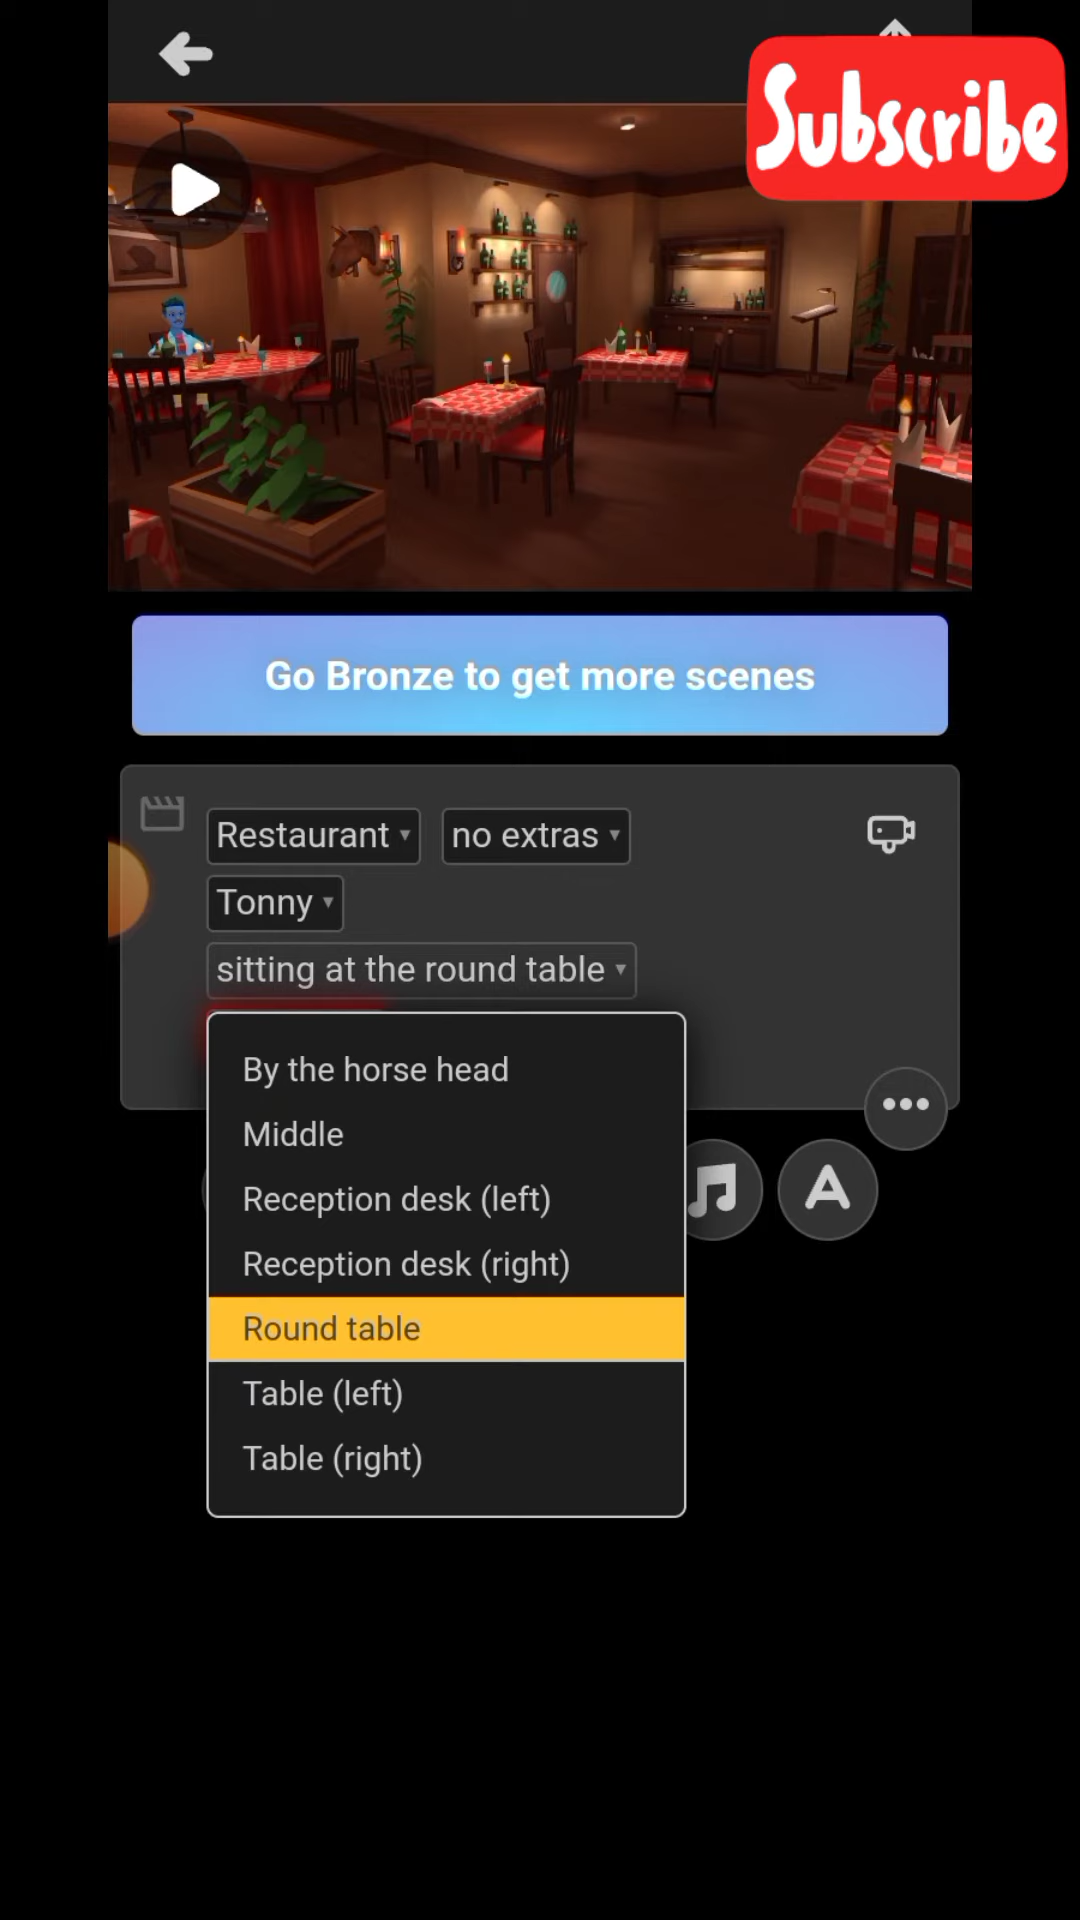 Subscribe
Go Bronze to get more scenes
Restaurant no extras
Tonny
sitting at the round table
By the horse head
Middle
Reception desk (left)
Reception desk (right)
Round table
Table (left)
Table (right)